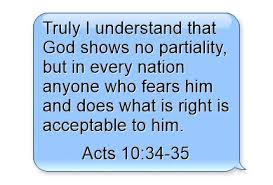 Truly I understand that
God shows no partiality,
but in every nation
anyone who fears him
and does what is right is
acceptable to him.
Acts 10:34-35